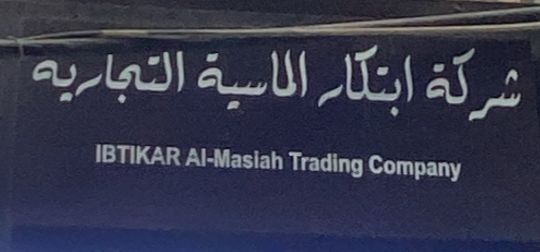 شركة ابتكار الماسية التجاريه
IBTIKAR Al-Masiah Trading Company